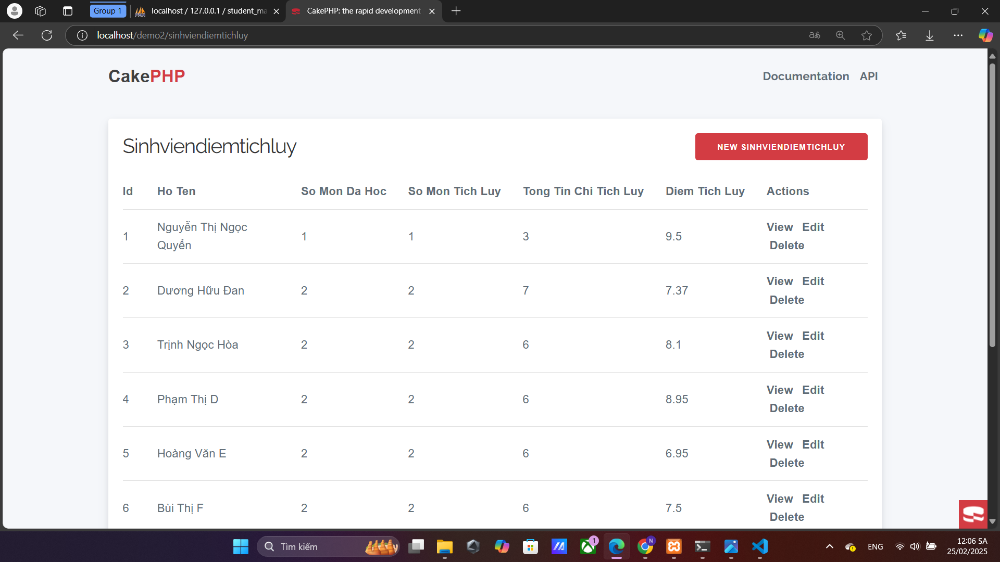 Group 1
localhost / 127.0.0.1 / student_ma
CakePHP: the rapid development
localhost/demo2/sinhviendiemtichluy
CakePHP
Documentation API
Sinhviendiemtichluy
NEW SINHVIENDIEMTICHLUY
Id Ho Ten So Mon Da Hoc So Mon Tich Luy Tong Tin Chi Tich Luy Diem Tich Luy Actions
1 Nguyễn Thị Ngọc Quyển 1 1 3 9.5 View Edit Delete
2 Dương Hữu Đan 2 2 7 7.37 View Edit Delete
3 Trịnh Ngọc Hòa 2 2 6 8.1 View Edit Delete
4 Phạm Thị D 2 2 6 8.95 View Edit Delete
5 Hoàng Văn E 2 2 6 6.95 View Edit Delete
6 Bùi Thị F 2 2 6 7.5 View Edit Delete
Tìm kiếm
1
N
ENG
12:06 SA
25/02/2025